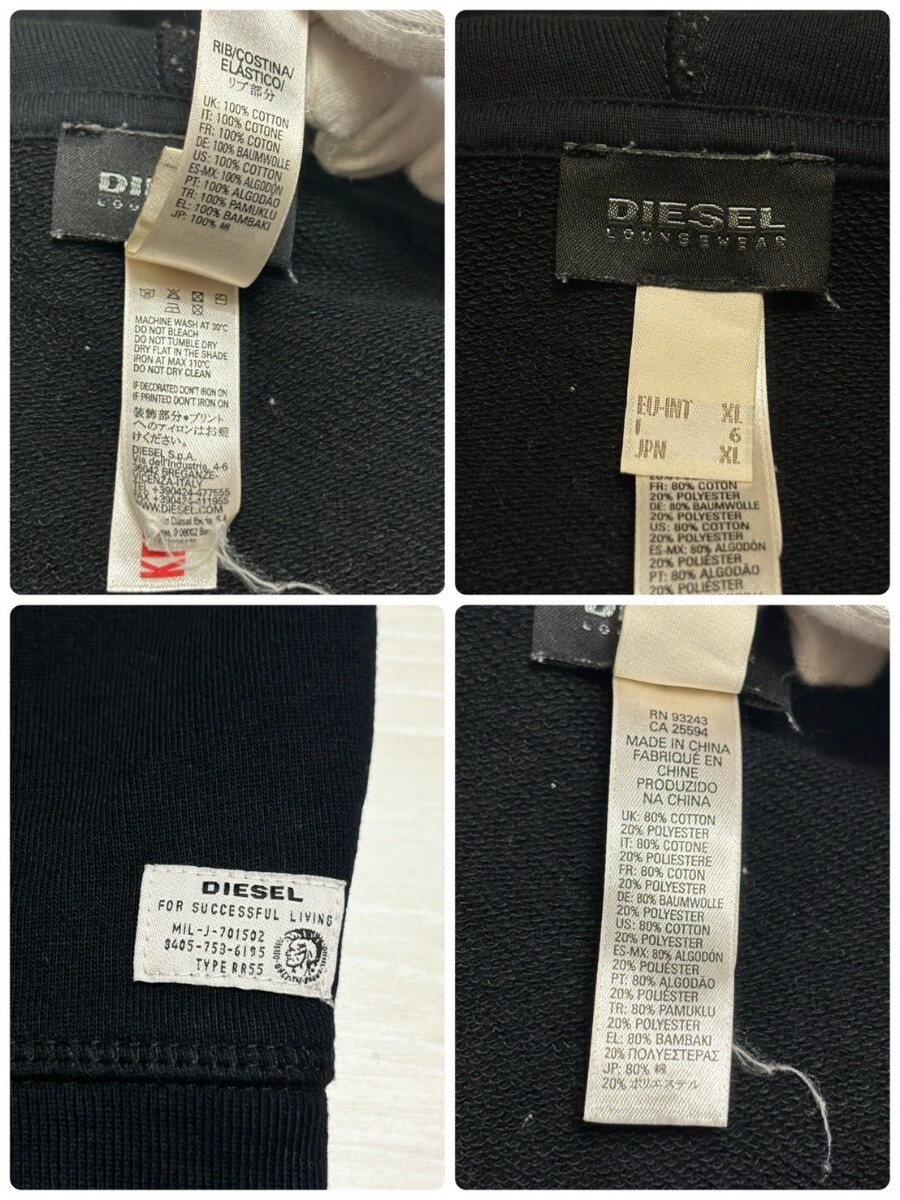 RIB/COSTINA/
ELÁSTICO/
リブ部分
UK: 100% COTTON
IT: 100% COTONE
FR: 100% COTON
DE: 100% BAUMWOLLE
US: 100% COTTON
ES-MX: 100% ALGODÓN
PT: 100% ALGODÃO
TR: 100% PAMUKLU
EL: 100% BAMBAKI
JP: 100% 綿
MACHINE WASH AT 30°C
DO NOT BLEACH
DO NOT TUMBLE DRY
DRY FLAT IN THE SHADE
IRON AT MAX 110°C
DO NOT DRY CLEAN
IF DECORATED DON'T IRON ON
IF PRINTED DON'T IRON ON
装飾部分●プリント
へのアイロンはお避
けください。
DIESEL S.p.A.
Via dell'Industria, 4-6
36042 BREGANZE-
VICENZA-ITALY
TEL +390424-477555
FAX +390424-411955
WWW.DIESEL.COM
Diesel Iberia, S.A.
DIESEL
LOUNGEWEAR
EU-INT XL
I 6
JPN XL
FR: 80% COTON
20% POLYESTER
DE: 80% BAUMWOLLE
20% POLYESTER
US: 80% COTTON
20% POLYESTER
ES-MX: 80% ALGODÓN
20% POLIÉSTER
PT: 80% ALGODÃO
20% POLIÉSTER
DIESEL
FOR SUCCESSFUL LIVING
MIL-J-701502
8405-753-6195
TYPE RR55
RN 93243
CA 25594
MADE IN CHINA
FABRIQUÉ EN
CHINE
PRODUZIDO
NA CHINA
UK: 80% COTTON
20% POLYESTER
IT: 80% COTONE
20% POLIESTERE
FR: 80% COTON
20% POLYESTER
DE: 80% BAUMWOLLE
20% POLYESTER
US: 80% COTTON
20% POLYESTER
ES-MX: 80% ALGODÓN
20% POLIÉSTER
PT: 80% ALGODÃO
20% POLIÉSTER
TR: 80% PAMUKLU
20% POLYESTER
EL: 80% BAMBAKI
20% ΠΟΛΥΕΣΤΕΡΑΣ
JP: 80% 綿
20% ポリエステル